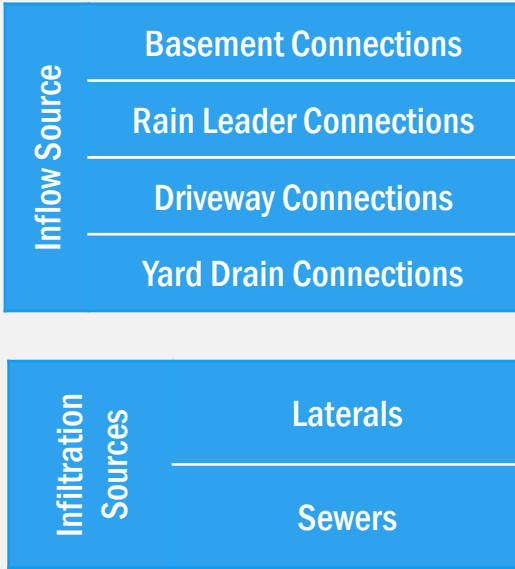 Inflow Source
Basement Connections
Rain Leader Connections
Driveway Connections
Yard Drain Connections
Infiltration
Sources
Laterals
Sewers